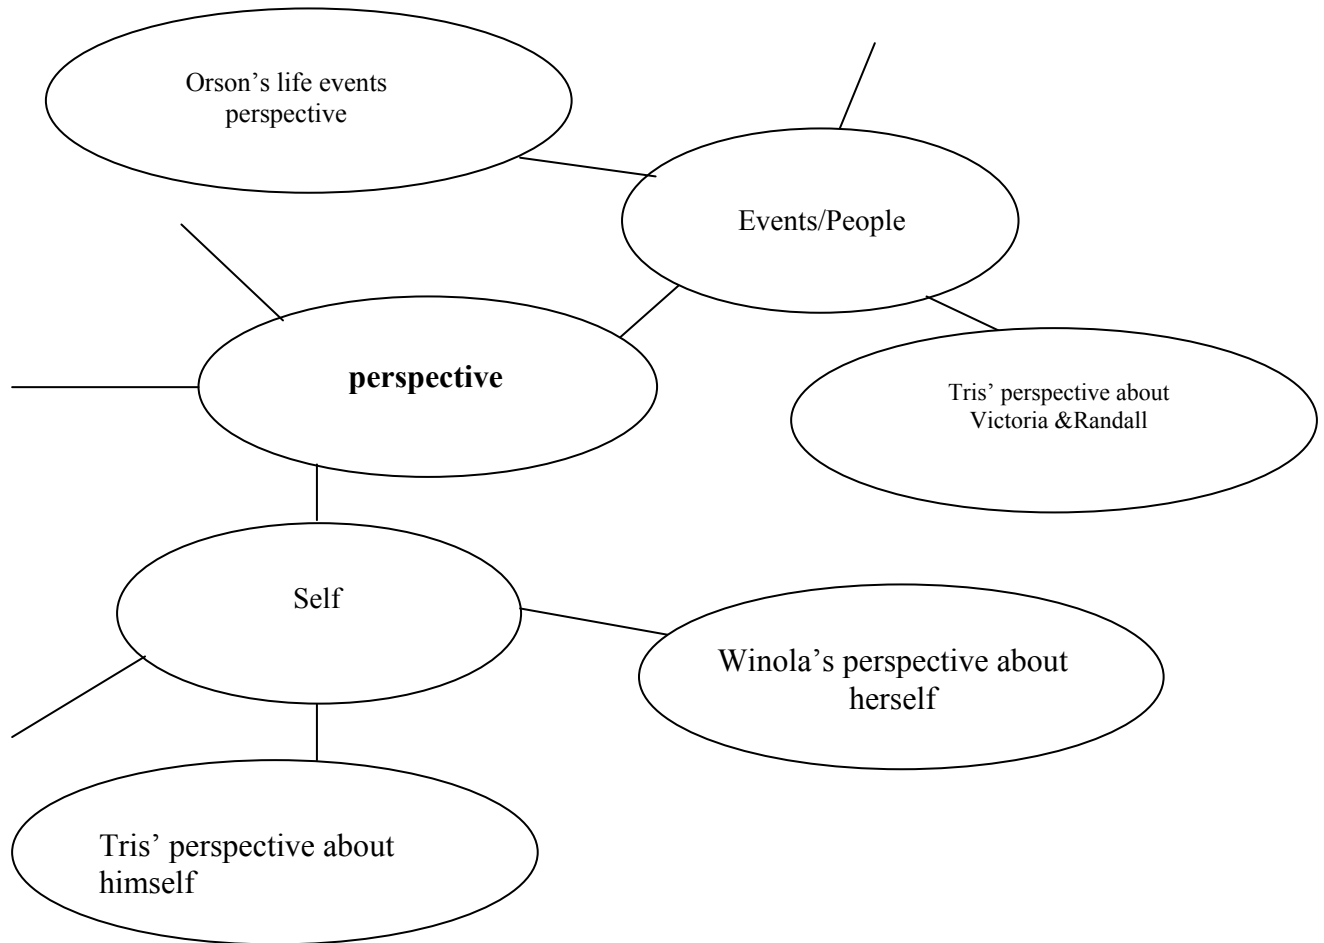 Orson’s life events
perspective
Events/People
perspective
Tris’ perspective about
Victoria &Randall
Self
Winola’s perspective about
herself
Tris’ perspective about
himself